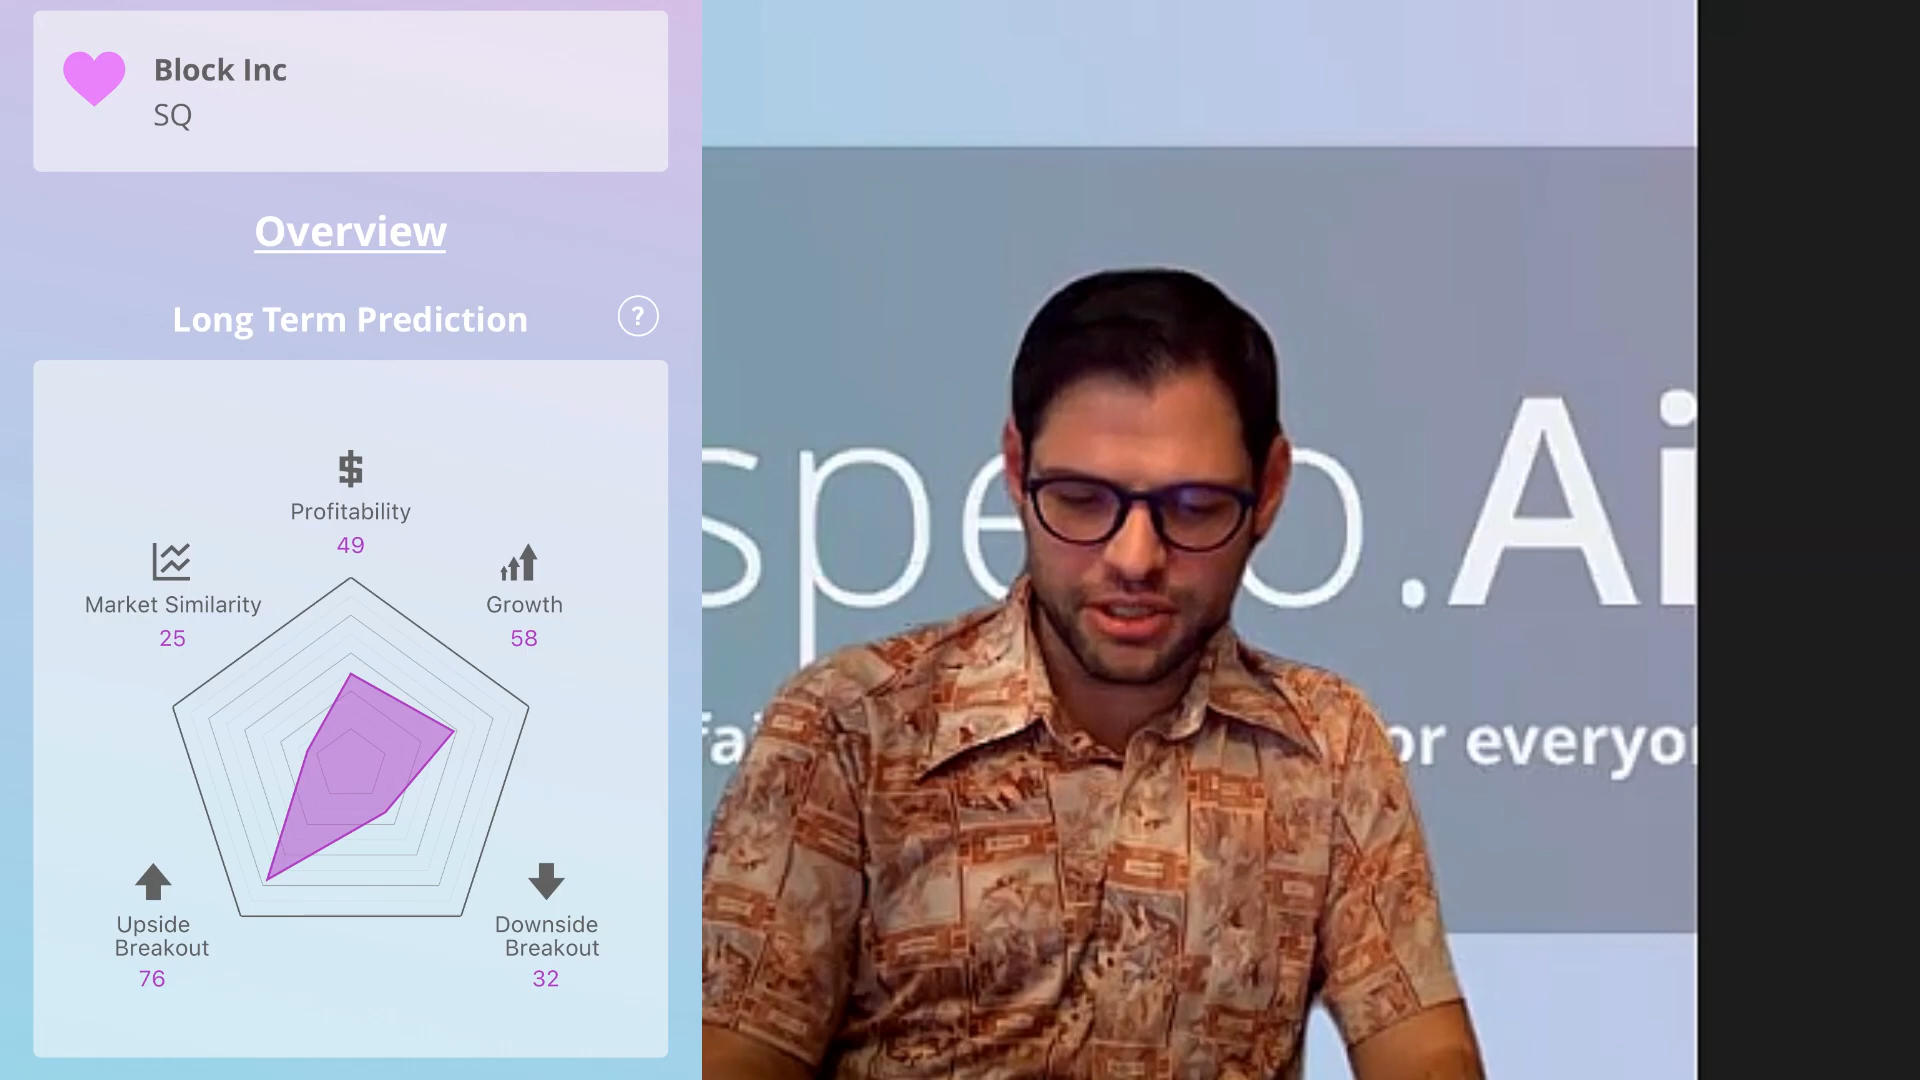 Block Inc
SQ
Overview
Long Term Prediction
?
$
Profitability
49
Market Similarity
25
Growth
58
Upside
Breakout
76
Downside
Breakout
32
.Ai